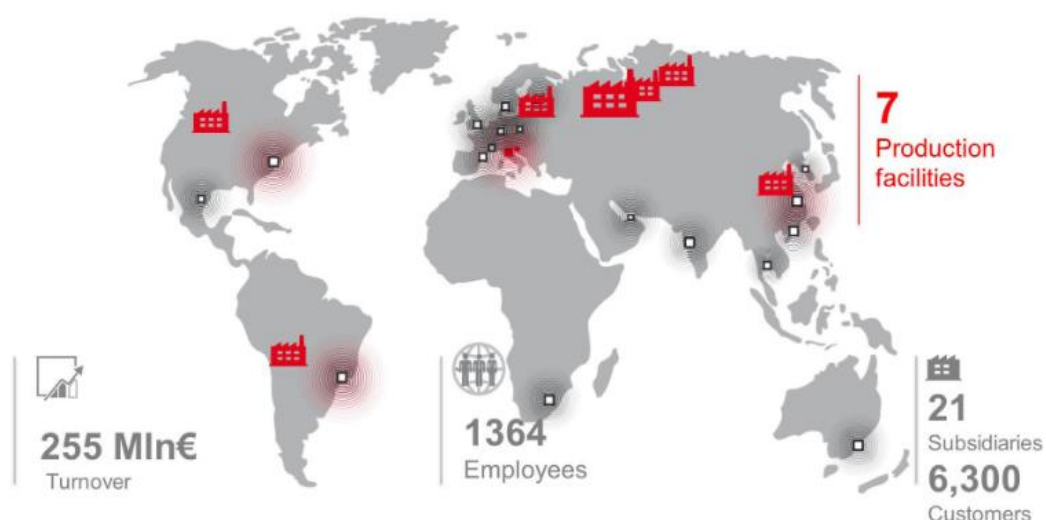 7
Production
facilities
255 Mln€
Turnover
1364
Employees
21
Subsidiaries
6,300
Customers